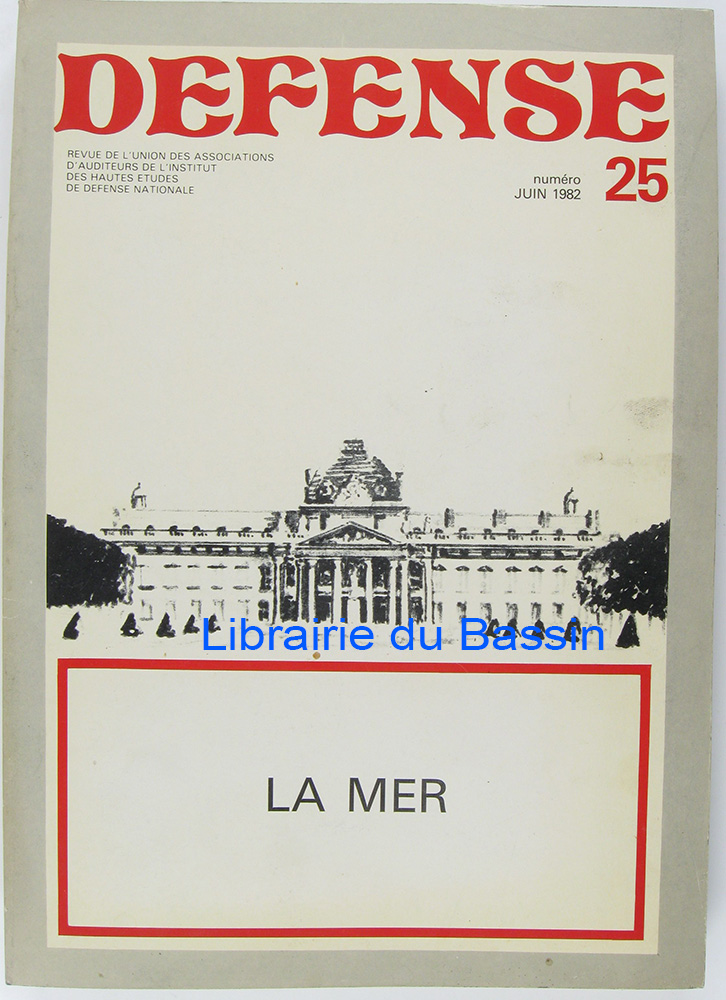 DEFENSE
REVUE DE L'UNION DES ASSOCIATIONS
D'AUDITEURS DE L'INSTITUT
DES HAUTES ETUDES
DE DEFENSE NATIONALE
numéro
JUIN 1982
25
Librairie du Bassin
LA MER